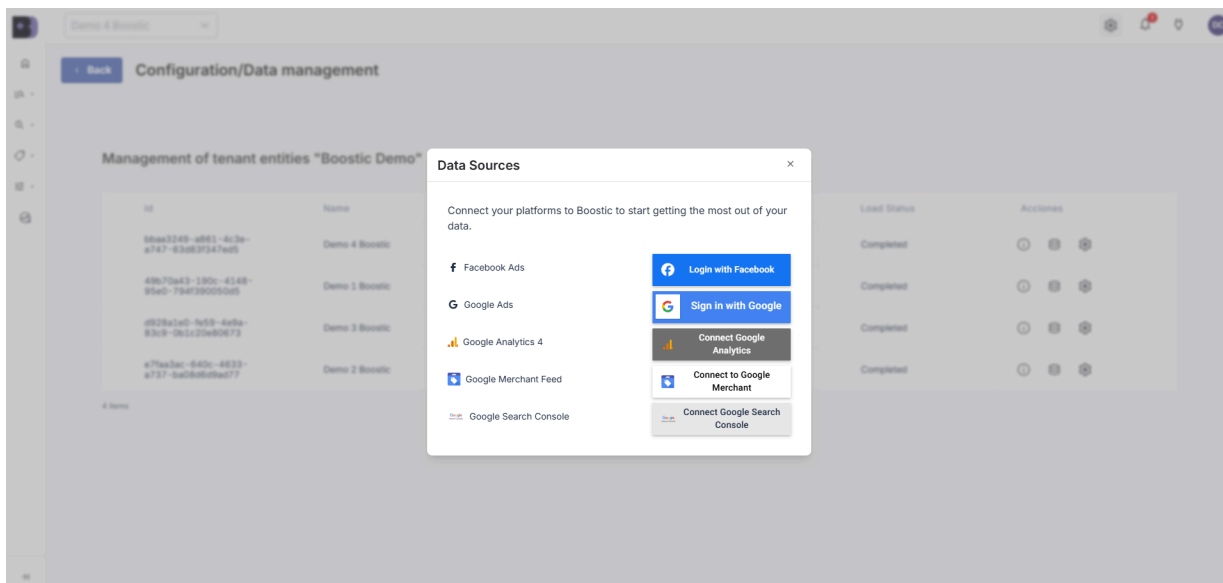 Demo 4 Boostic
Back
Configuration/Data management
Management of tenant entities "Boostic Demo"
Data Sources
×
Connect your platforms to Boostic to start getting the most out of your
data.
Facebook Ads
Login with Facebook
Google Ads
Sign in with Google
Google Analytics 4
Connect Google
Analytics
Google Merchant Feed
Connect to Google
Merchant
Google Search Console
Connect Google Search
Console
Id
Name
Load Status
Acciones
Demo 4 Boostic
Completed
Demo 1 Boostic
Completed
Demo 3 Boostic
Completed
Demo 2 Boostic
Completed
4 items